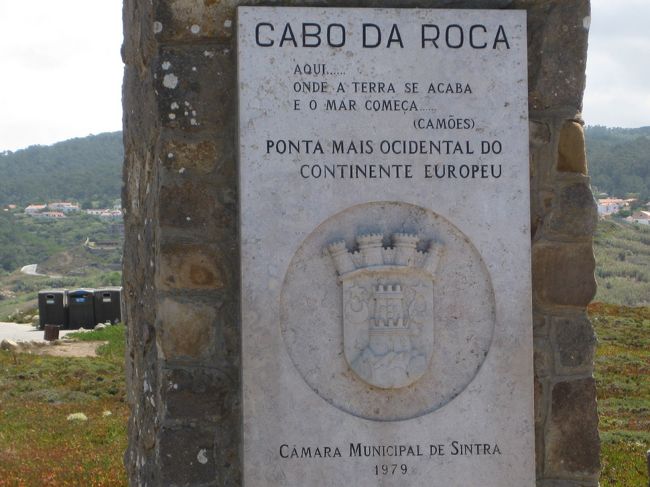 CABO DA ROCA
AQUI......
ONDE A TERRA SE ACABA
E O MAR COMEÇA.....
(CAMÕES)
PONTA MAIS OCIDENTAL DO
CONTINENTE EUROPEU
CÂMARA MUNICIPAL DE SINTRA
1979